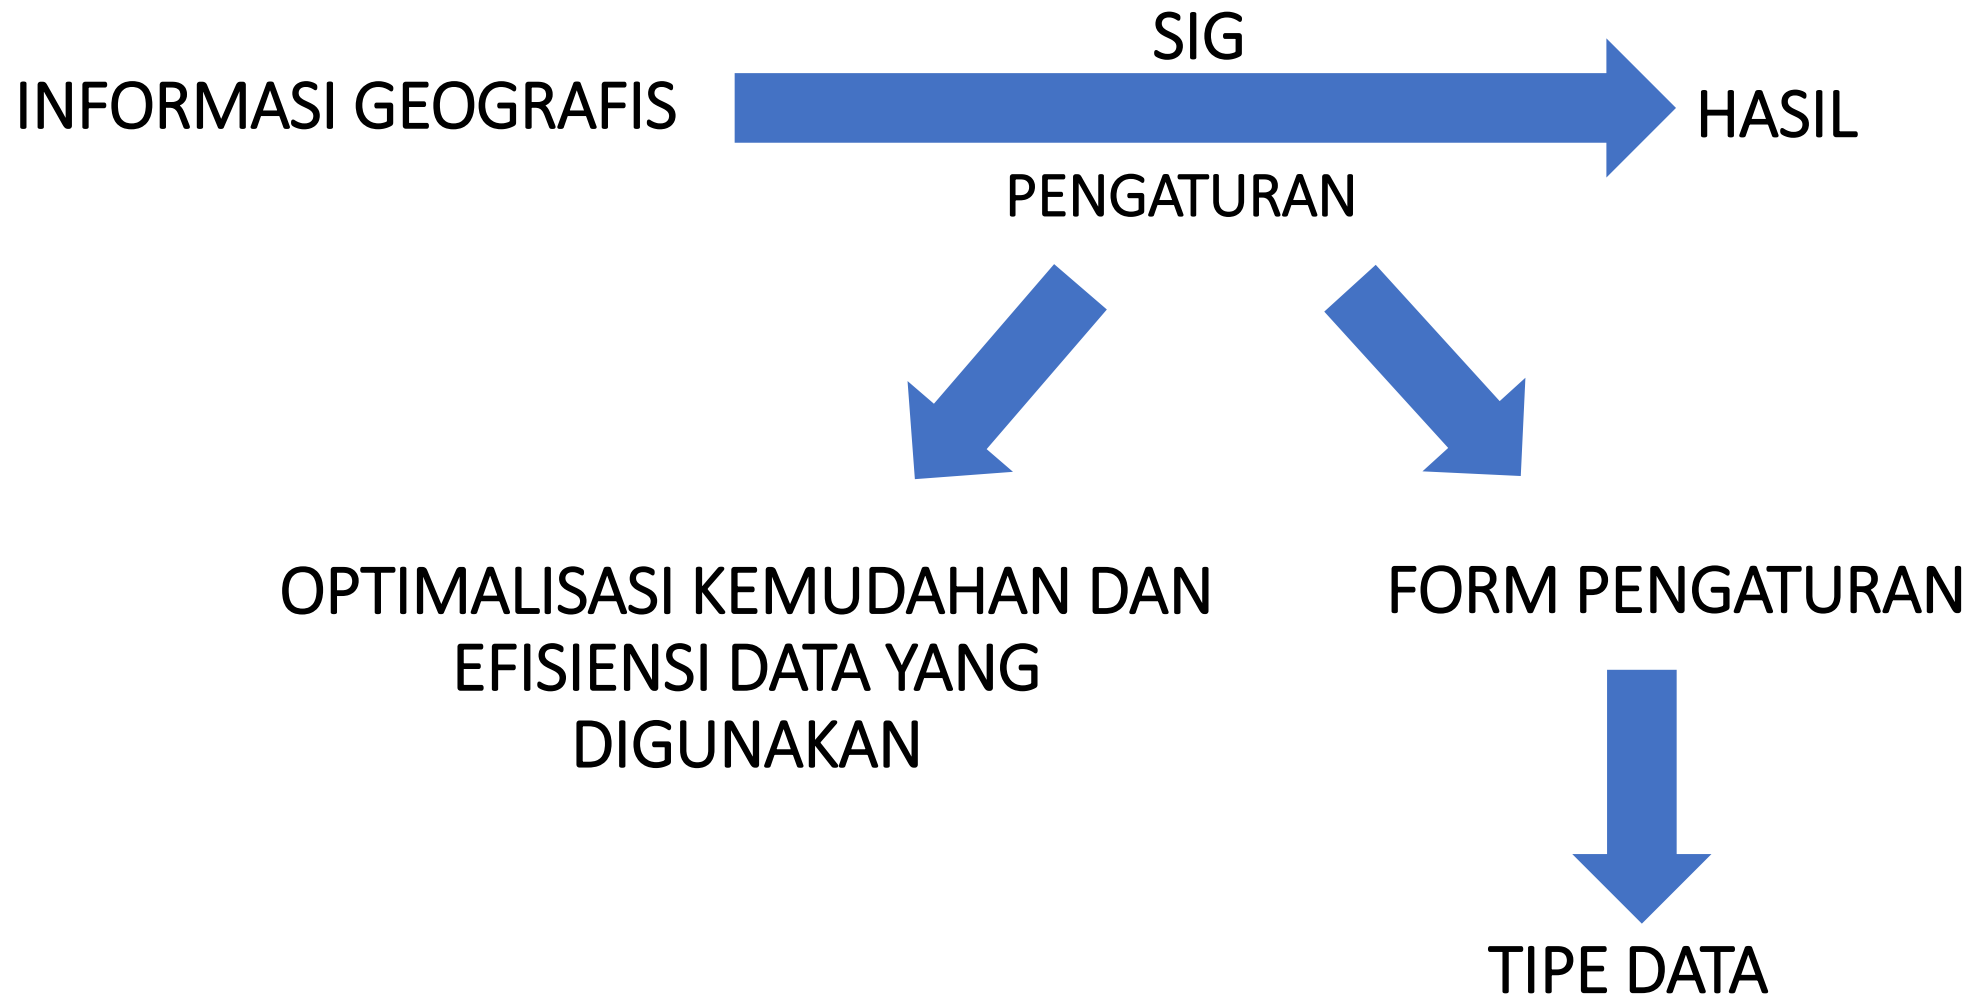 SIG
INFORMASI GEOGRAFIS
HASIL
PENGATURAN
OPTIMALISASI KEMUDAHAN DAN
EFISIENSI DATA YANG
DIGUNAKAN
FORM PENGATURAN
TIPE DATA